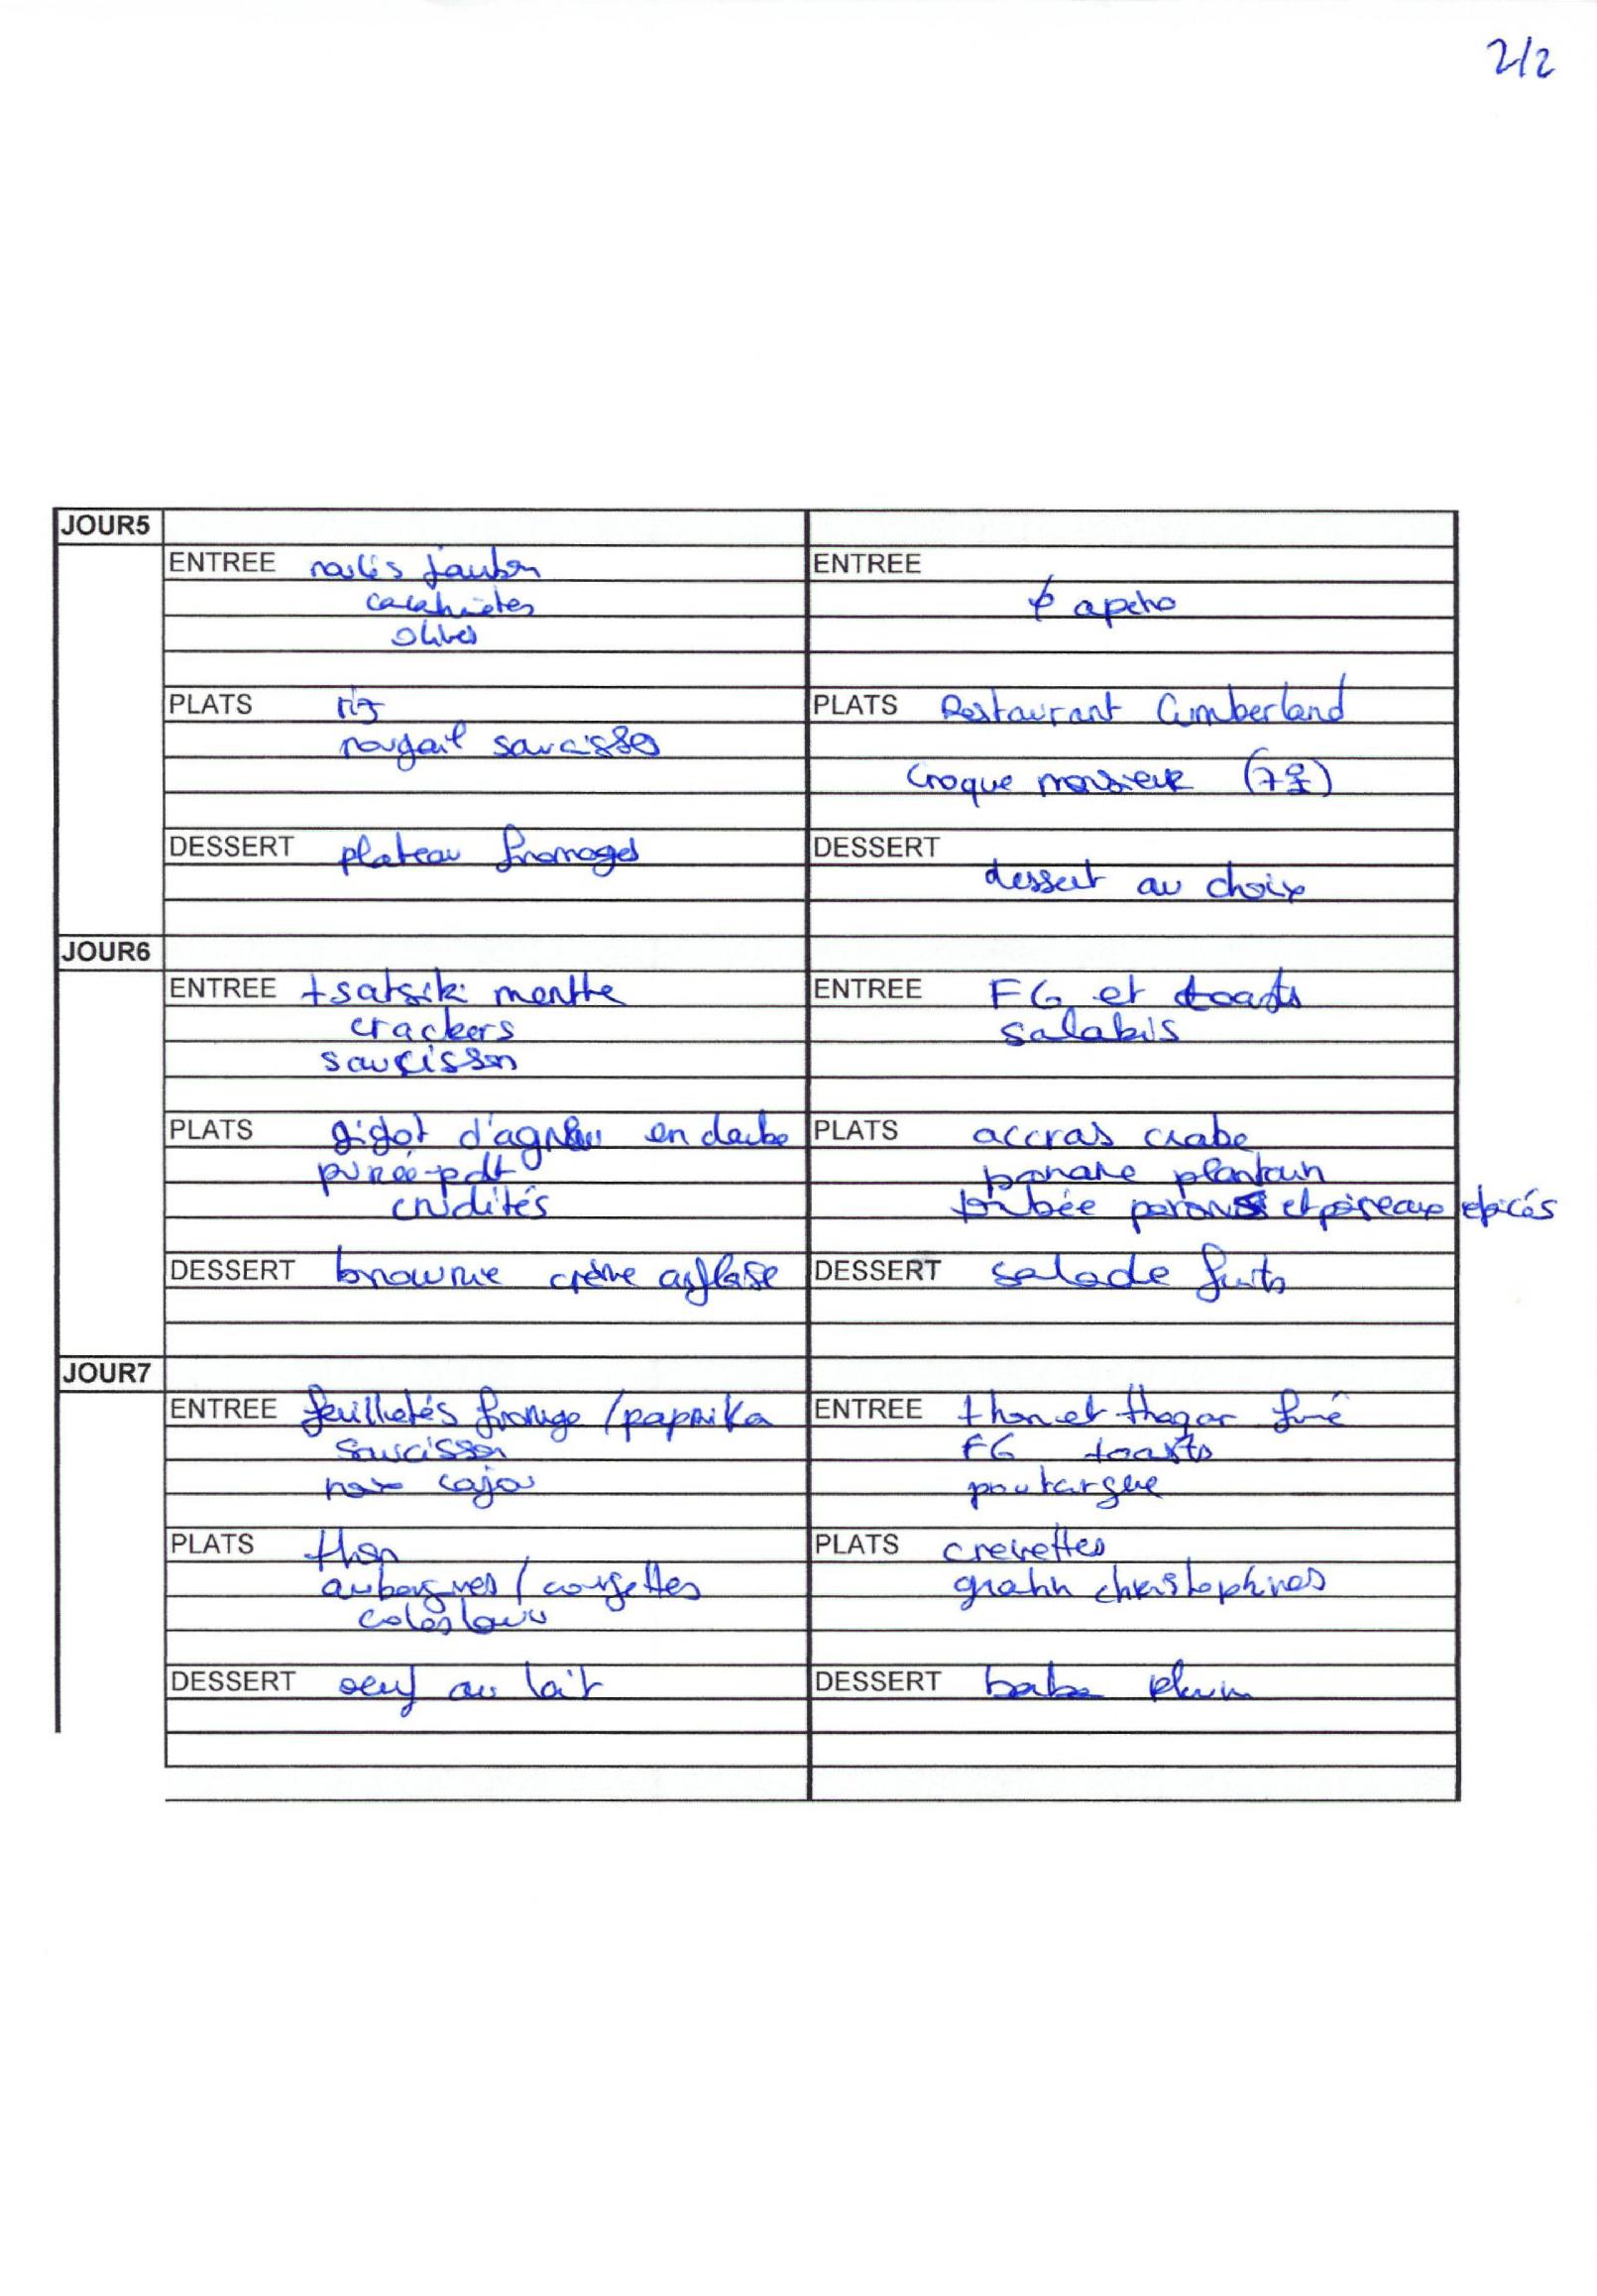 2/2
JOUR5
ENTREE roulés jambon
cacahuètes
olives
PLATS riz
rougail saucisses
DESSERT plateau fromages
ENTREE
apéro
PLATS Restaurant Cumberland
croque monsieur (7
DESSERT
dessert au choix
JOUR6
ENTREE tsatsiki menthe
crackers
saucisson
PLATS gigot d'agneau en daube
purée pdt
crudités
DESSERT brownie crème anglaise
ENTREE FG et toasts
salakis
PLATS accras crabe
banane plantain
tombée et poireaux épicés
DESSERT salade fruits
JOUR7
ENTREE feuilletés fromage / paprika
saucisson
noix cajou
PLATS thon
aubergines / courgettes
coleslaw
DESSERT oeuf au lait
ENTREE thon et fumé
FG toasts
poutargue
PLATS crevettes
gratin christophines
DESSERT baba rhum